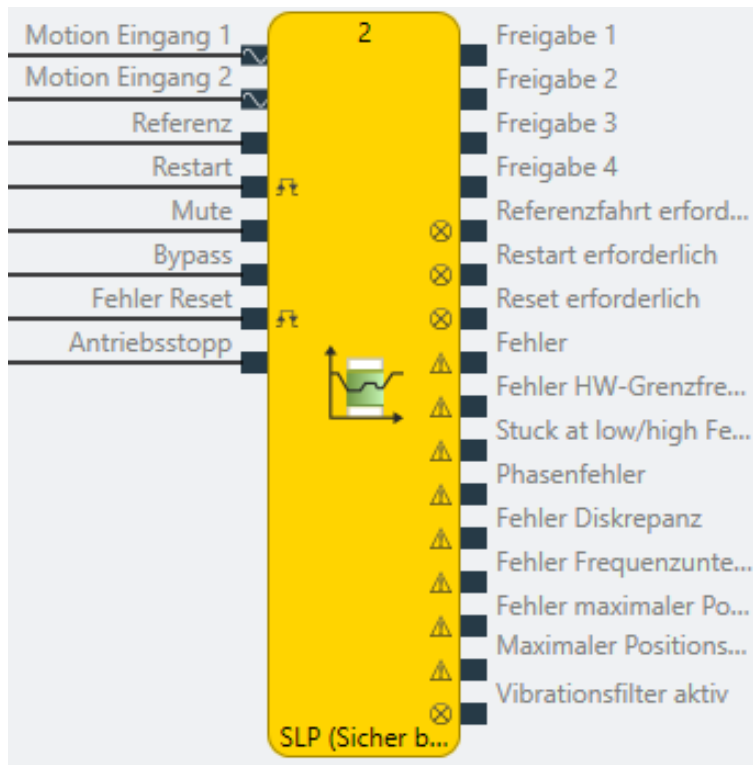 Motion Eingang 1
Motion Eingang 2
Referenz
Restart
Mute
Bypass
Fehler Reset
Antriebsstopp
2
SLP (Sicher b...
Freigabe 1
Freigabe 2
Freigabe 3
Freigabe 4
Referenzfahrt erford...
Restart erforderlich
Reset erforderlich
Fehler
Fehler HW-Grenzfre...
Stuck at low/high Fe...
Phasenfehler
Fehler Diskrepanz
Fehler Frequenzunte...
Fehler maximaler Po...
Maximaler Positions...
Vibrationsfilter aktiv